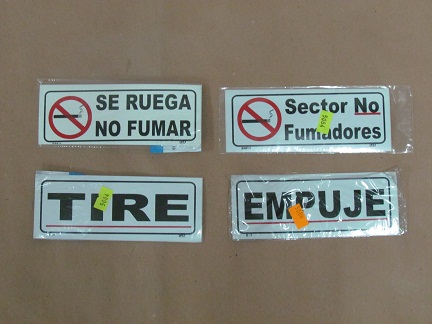 SE RUEGA
NO FUMAR
Sector No
Fumadores
TIRE
EMPUJE